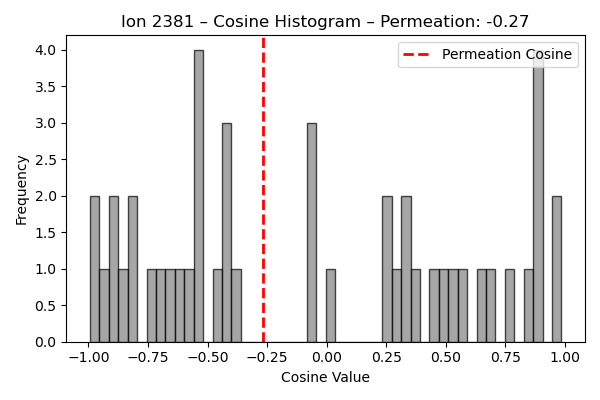 Ion 2381 – Cosine Histogram – Permeation: -0.27
Permeation Cosine
4.0
3.5
3.0
2.5
2.0
1.5
1.0
0.5
0.0
Frequency
−1.00 −0.75 −0.50 −0.25 0.00 0.25 0.50 0.75 1.00
Cosine Value